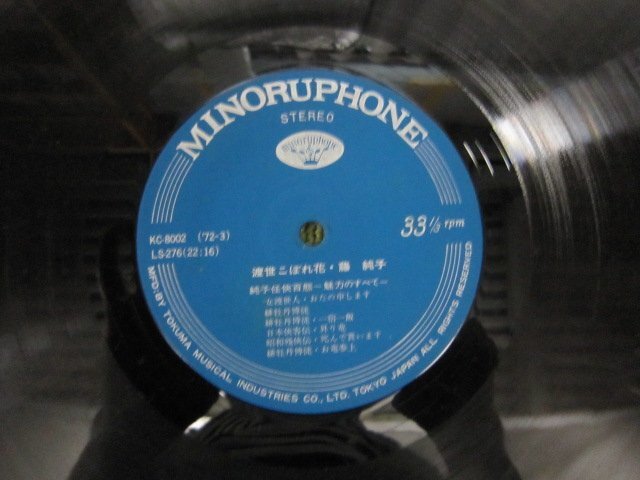 MINORUPHONE
STEREO
minoruphone
KC-8002 ('72-3)
LS-276(22:16)
33⅓ rpm
渡世こぼれ花・藤 純子
純子任侠百態―魅力のすべて―
女渡世人・おたの申します
緋牡丹博徒
緋牡丹博徒・一宿一飯
日本侠客伝・昇り龍
昭和残侠伝・死んで貰います
緋牡丹博徒・お竜参上
MFD.BY TOKUMA MUSICAL INDUSTRIES CO., LTD. TOKYO JAPAN ALL RIGHTS RESERVED.